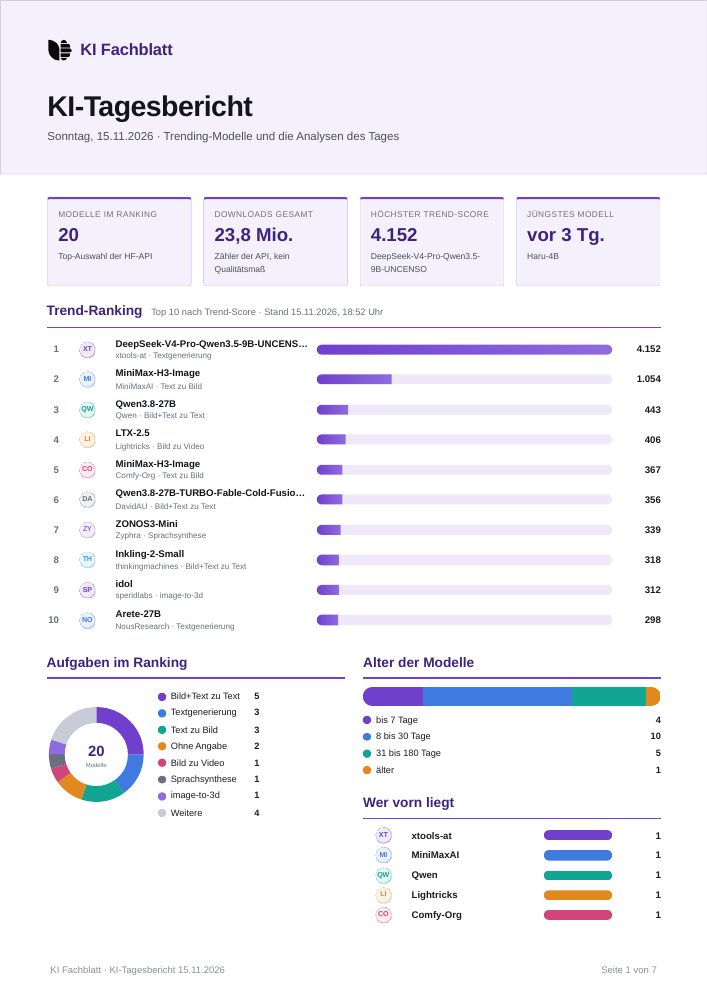 KI Fachblatt
KI-Tagesbericht
Sonntag, 15.11.2026 · Trending-Modelle und die Analysen des Tages
MODELLE IM RANKING
20
Top-Auswahl der HF-API
DOWNLOADS GESAMT
23,8 Mio.
Zähler der API, kein
Qualitätsmaß
HÖCHSTER TREND-SCORE
4.152
DeepSeek-V4-Pro-Qwen3.5-
9B-UNCENSO
JÜNGSTES MODELL
vor 3 Tg.
Haru-4B
Trend-Ranking Top 10 nach Trend-Score · Stand 15.11.2026, 18:52 Uhr
1 XT DeepSeek-V4-Pro-Qwen3.5-9B-UNCENS… 4.152
xtools-at · Textgenerierung
2 MI MiniMax-H3-Image 1.054
MiniMaxAI · Text zu Bild
3 QW Qwen3.8-27B 443
Qwen · Bild+Text zu Text
4 LI LTX-2.5 406
Lightricks · Bild zu Video
5 CO MiniMax-H3-Image 367
Comfy-Org · Text zu Bild
6 DA Qwen3.8-27B-TURBO-Fable-Cold-Fusio… 356
DavidAU · Bild+Text zu Text
7 ZY ZONOS3-Mini 339
Zyphra · Sprachsynthese
8 TH Inkling-2-Small 318
thinkingmachines · Bild+Text zu Text
9 SP idol 312
speridlabs · image-to-3d
10 NO Arete-27B 298
NousResearch · Textgenerierung
Aufgaben im Ranking
20
Modelle
Bild+Text zu Text 5
Textgenerierung 3
Text zu Bild 3
Ohne Angabe 2
Bild zu Video 1
Sprachsynthese 1
image-to-3d 1
Weitere 4
Alter der Modelle
bis 7 Tage 4
8 bis 30 Tage 10
31 bis 180 Tage 5
älter 1
Wer vorn liegt
XT xtools-at 1
MI MiniMaxAI 1
QW Qwen 1
LI Lightricks 1
CO Comfy-Org 1
KI Fachblatt · KI-Tagesbericht 15.11.2026
Seite 1 von 7